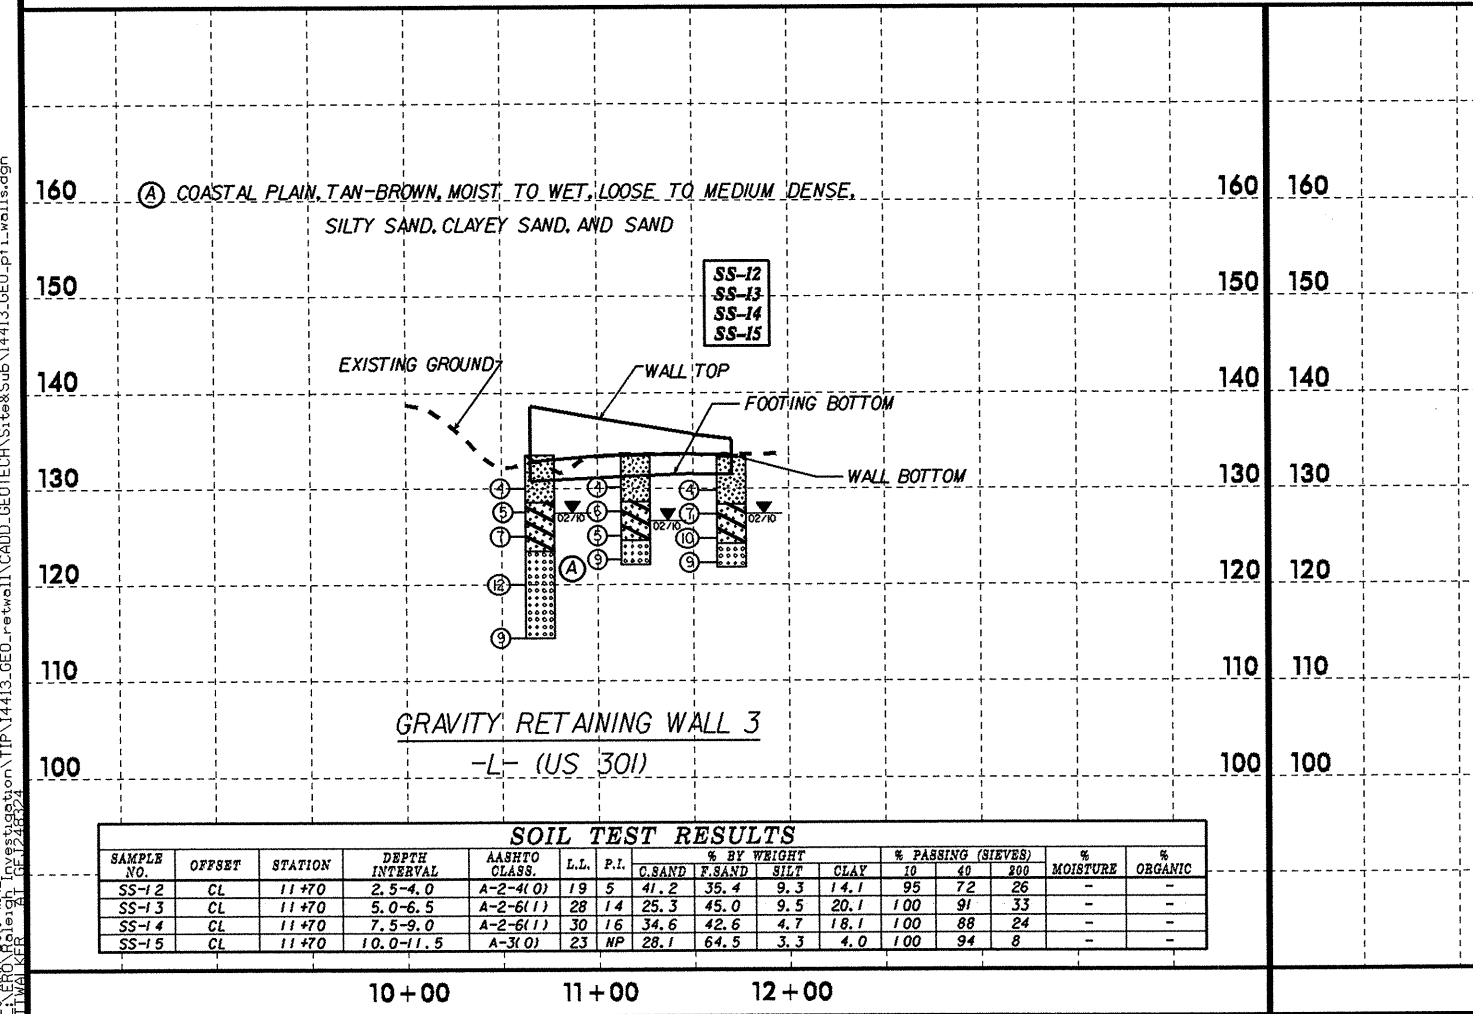 160 160 160
Ⓐ COASTAL PLAIN, TAN-BROWN, MOIST TO WET, LOOSE TO MEDIUM DENSE,
SILTY SAND, CLAYEY SAND, AND SAND
150 150 150
SS-12
SS-13
SS-14
SS-15
EXISTING GROUND
WALL TOP
140 140 140
FOOTING BOTTOM
WALL BOTTOM
130 130 130
4 4 4
5 6 7
02/10 02/10 02/10
7 5 10
9 9
A
120 120 120
12
9
110 110 110
GRAVITY RETAINING WALL 3
-L- (US 301)
100 100 100
SOIL TEST RESULTS
SAMPLE NO. OFFSET STATION DEPTH INTERVAL AASHTO CLASS. L.L. P.I. % BY WEIGHT % PASSING (SIEVES) % MOISTURE % ORGANIC
C.SAND F.SAND SILT CLAY 10 40 200
SS-12 CL 11+70 2.5-4.0 A-2-4(0) 19 5 41.2 35.4 9.3 14.1 95 72 26 - -
SS-13 CL 11+70 5.0-6.5 A-2-6(1) 28 14 25.3 45.0 9.5 20.1 100 91 33 - -
SS-14 CL 11+70 7.5-9.0 A-2-6(1) 30 16 34.6 42.6 4.7 18.1 100 88 24 - -
SS-15 CL 11+70 10.0-11.5 A-3(0) 23 NP 28.1 64.5 3.3 4.0 100 94 8 - -
10+00 11+00 12+00